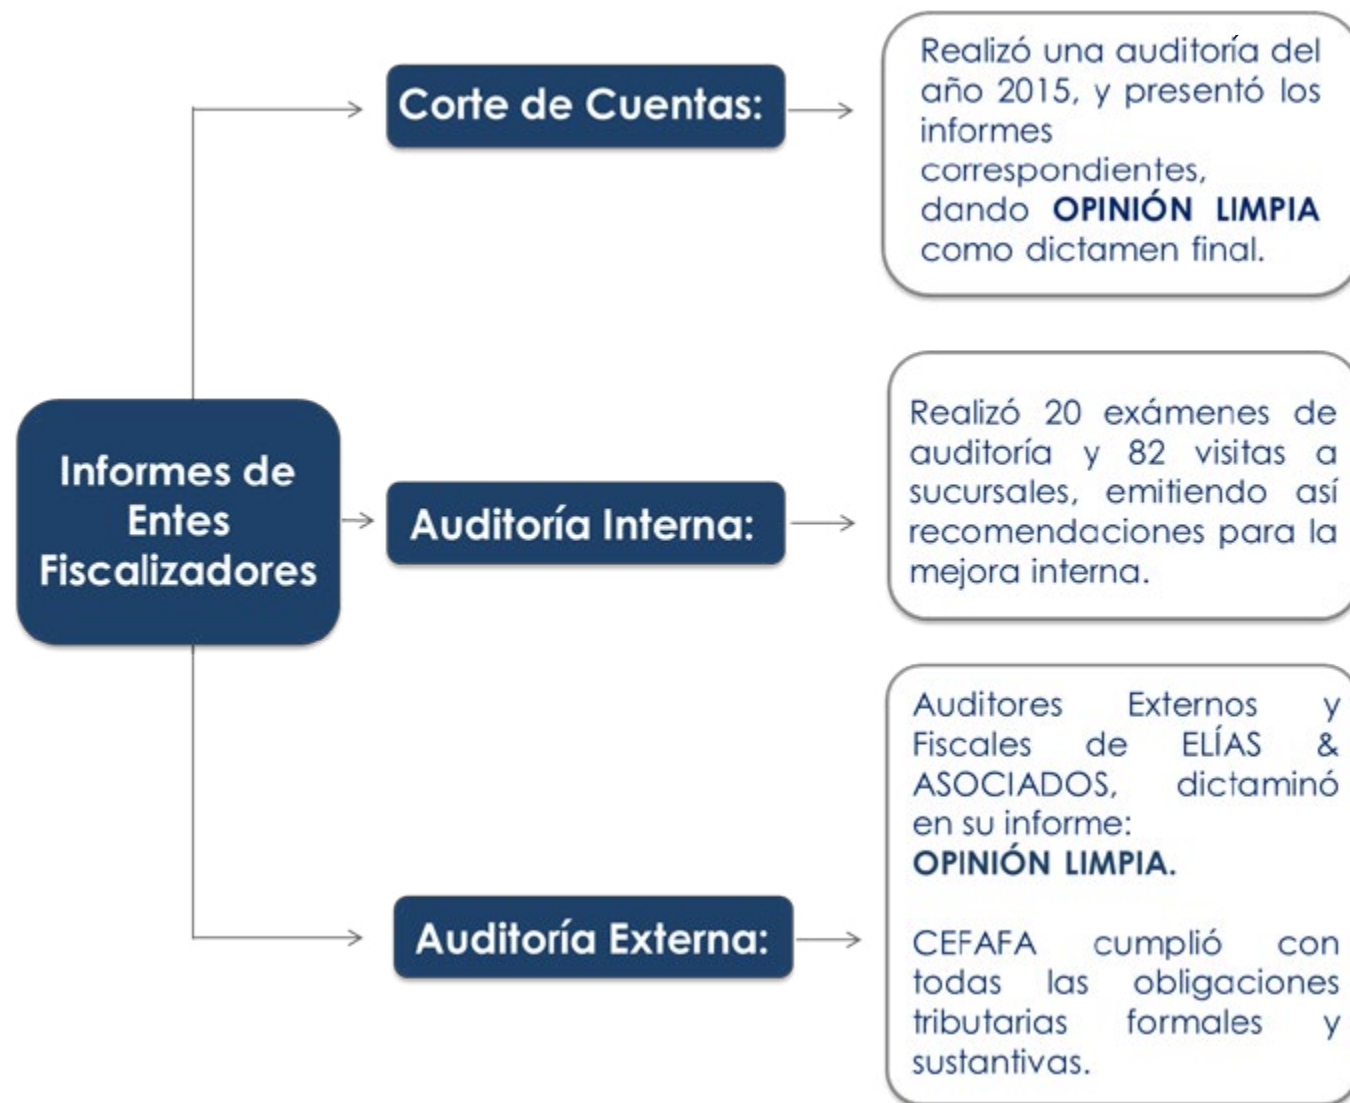 Informes de
Entes
Fiscalizadores
Corte de Cuentas:
Realizó una auditoría del
año 2015, y presentó los
informes
correspondientes,
dando OPINIÓN LIMPIA
como dictamen final.
Auditoría Interna:
Realizó 20 exámenes de
auditoría y 82 visitas a
sucursales, emitiendo así
recomendaciones para la
mejora interna.
Auditoría Externa:
Auditores Externos y
Fiscales de ELÍAS &
ASOCIADOS, dictaminó
en su informe:
OPINIÓN LIMPIA.
CEFAFA cumplió con
todas las obligaciones
tributarias formales y
sustantivas.